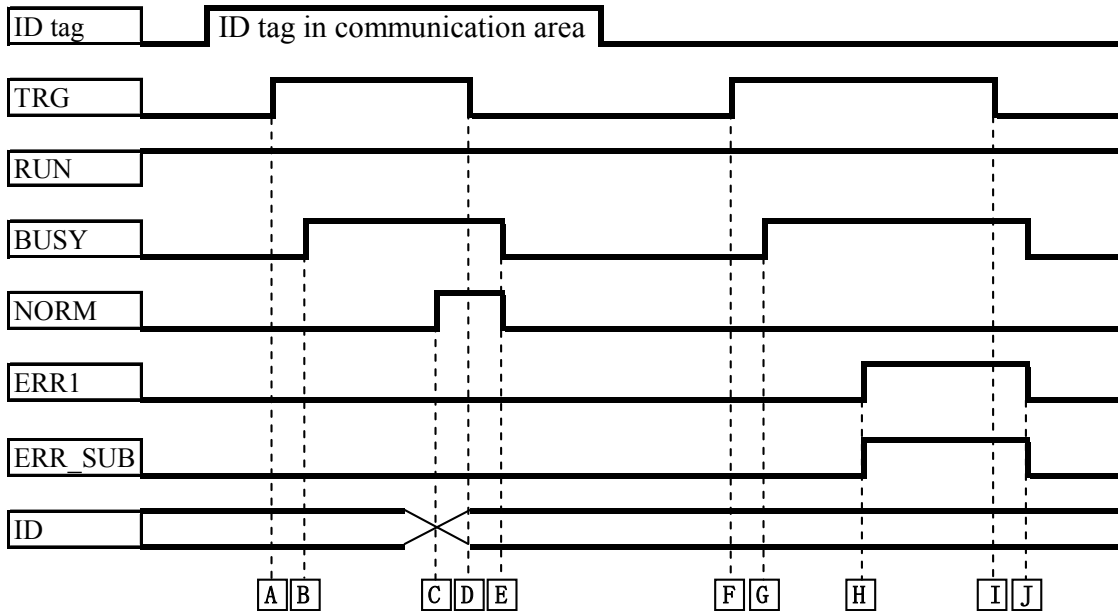 ID tag
ID tag in communication area
TRG
RUN
BUSY
NORM
ERR1
ERR_SUB
ID
A B C D E F G H I J